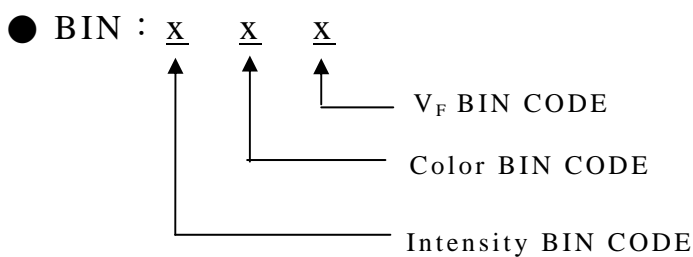 ● BIN：x x x
V_F BIN CODE
Color BIN CODE
Intensity BIN CODE